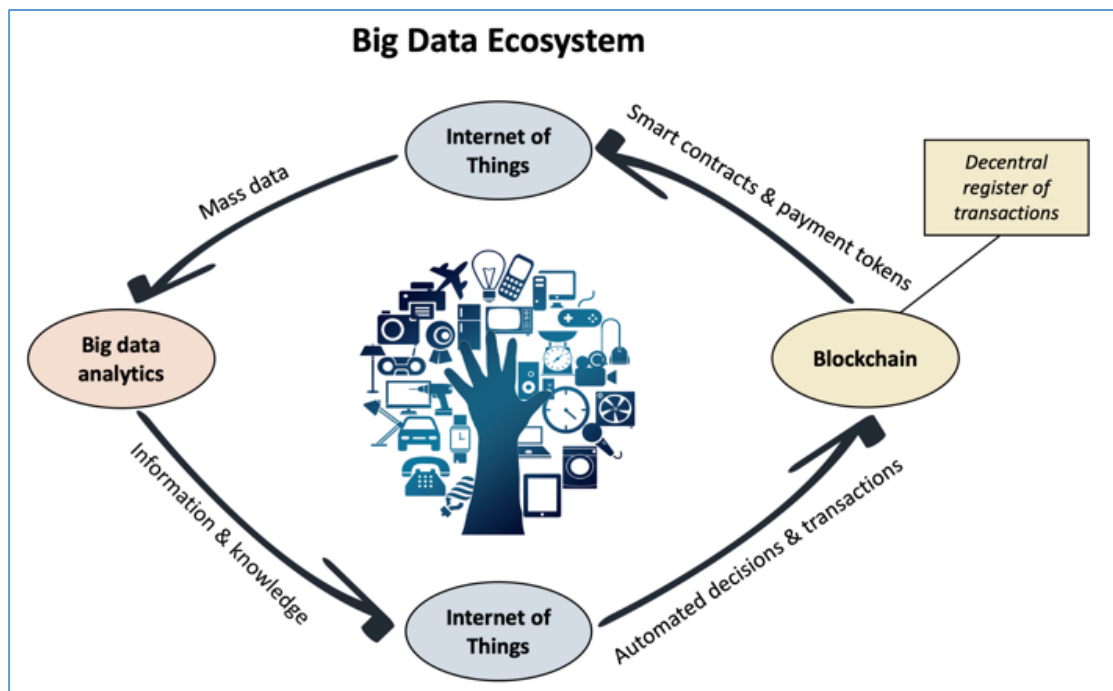 Big Data Ecosystem
Internet of
Things
Smart contracts & payment tokens
Decentral
register of
transactions
Mass data
Big data
analytics
Blockchain
Information & knowledge
Automated decisions & transactions
Internet of
Things